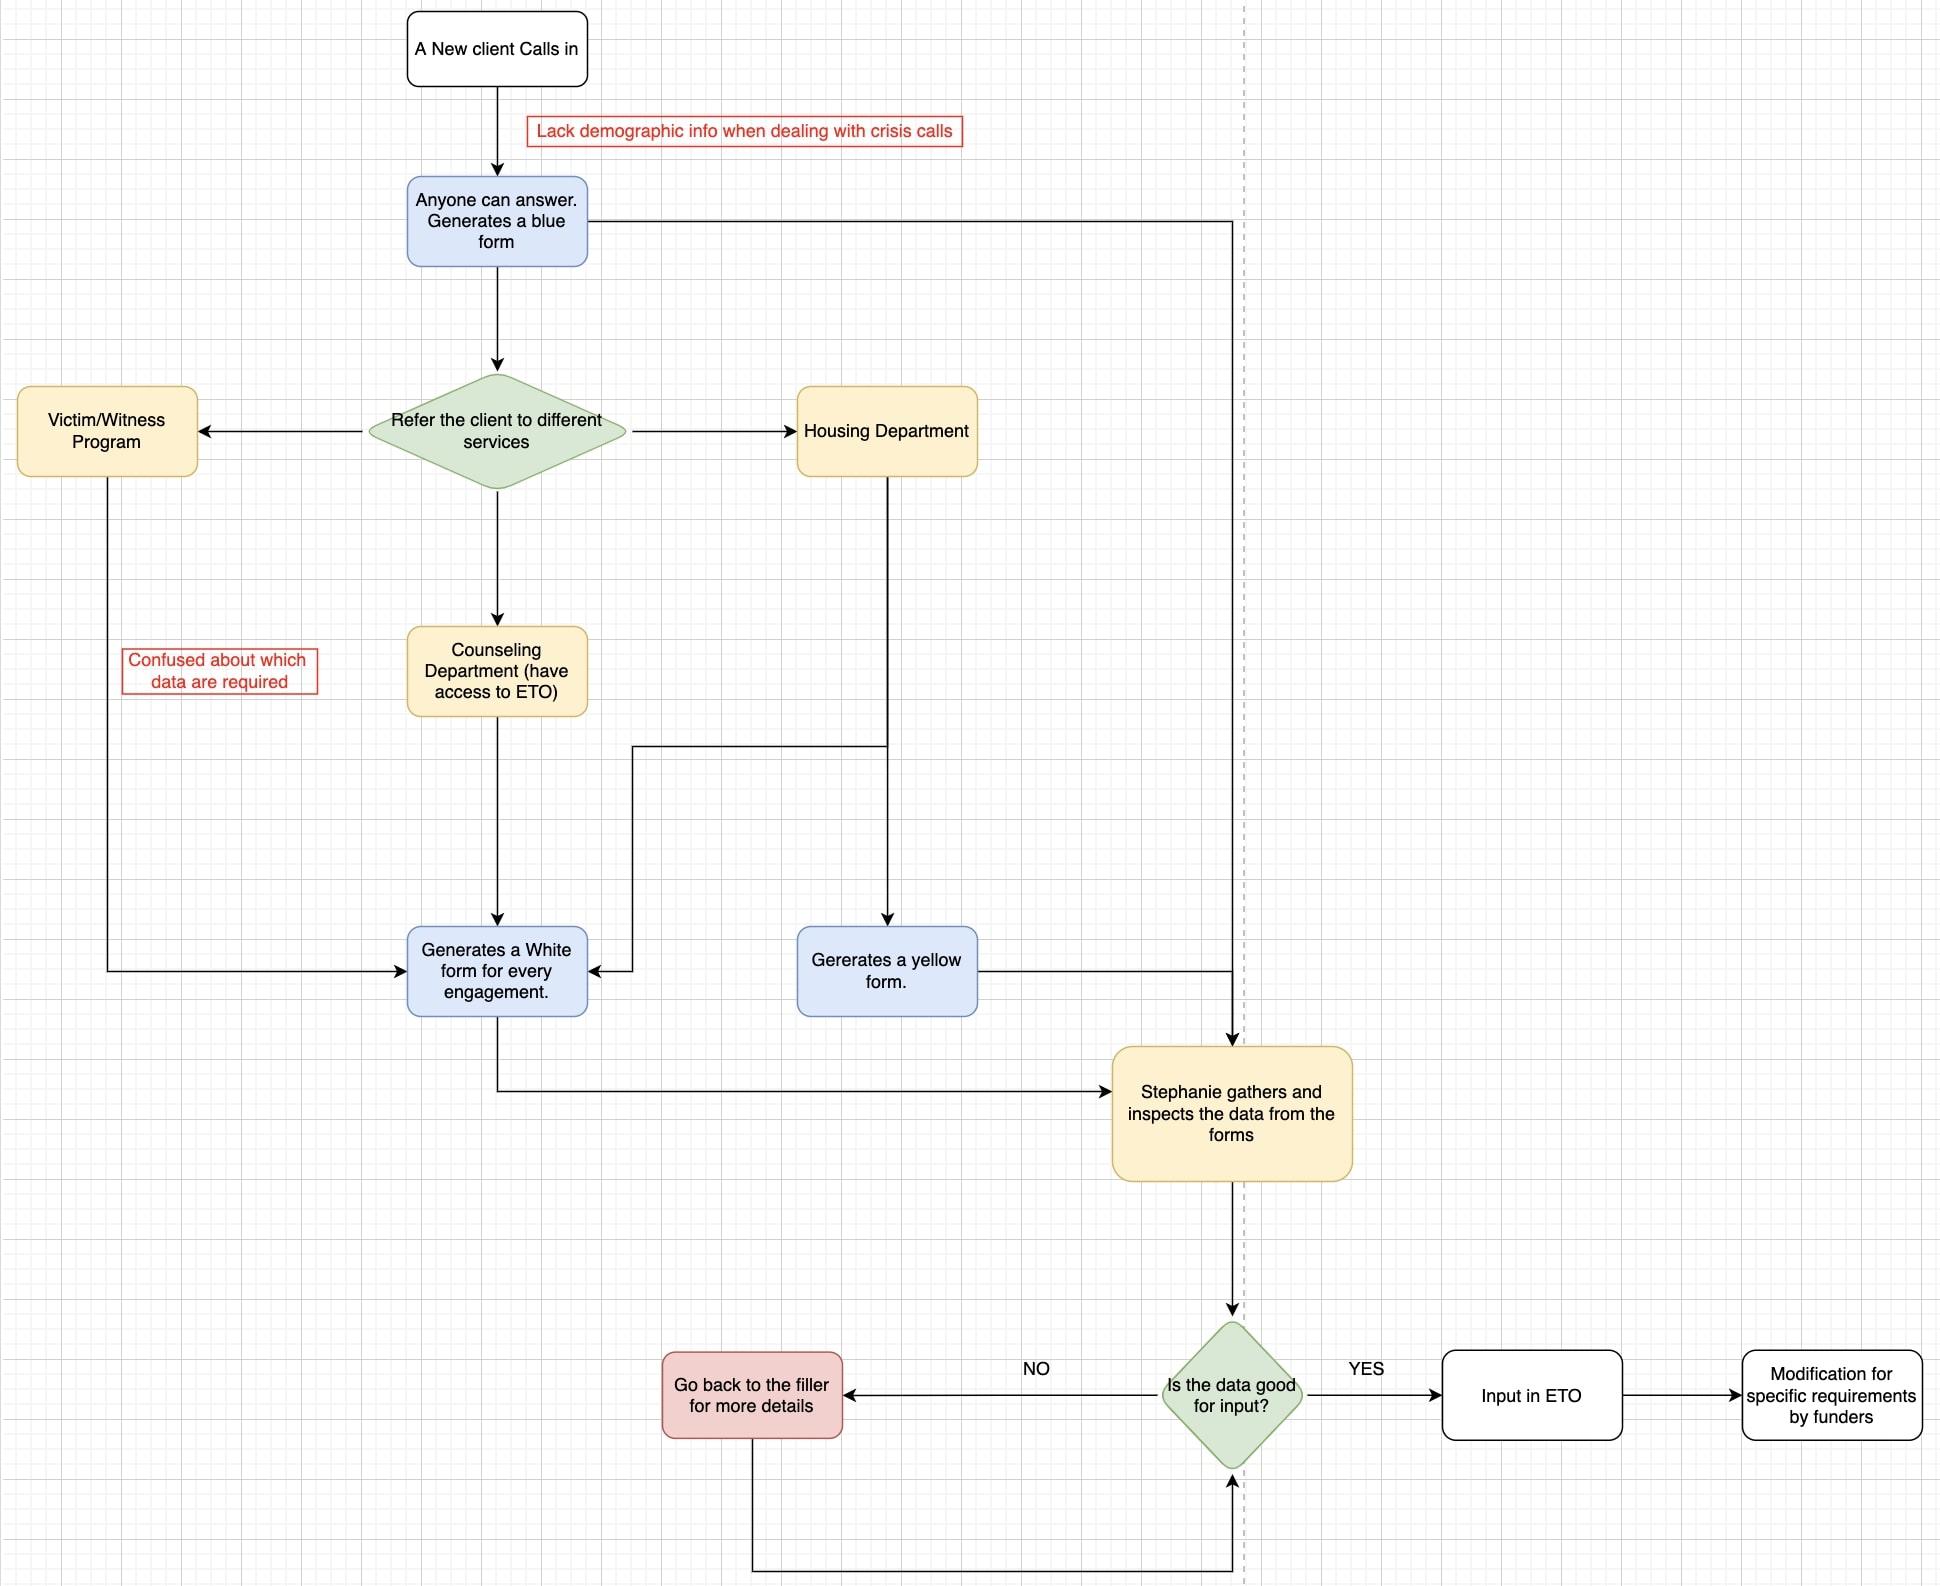 A New client Calls in
Lack demographic info when dealing with crisis calls
Anyone can answer.
Generates a blue
form
Victim/Witness
Program
Refer the client to different
services
Housing Department
Confused about which
data are required
Counseling
Department (have
access to ETO)
Generates a White
form for every
engagement.
Gererates a yellow
form.
Stephanie gathers and
inspects the data from the
forms
Go back to the filler
for more details
NO
Is the data good
for input?
YES
Input in ETO
Modification for
specific requirements
by funders